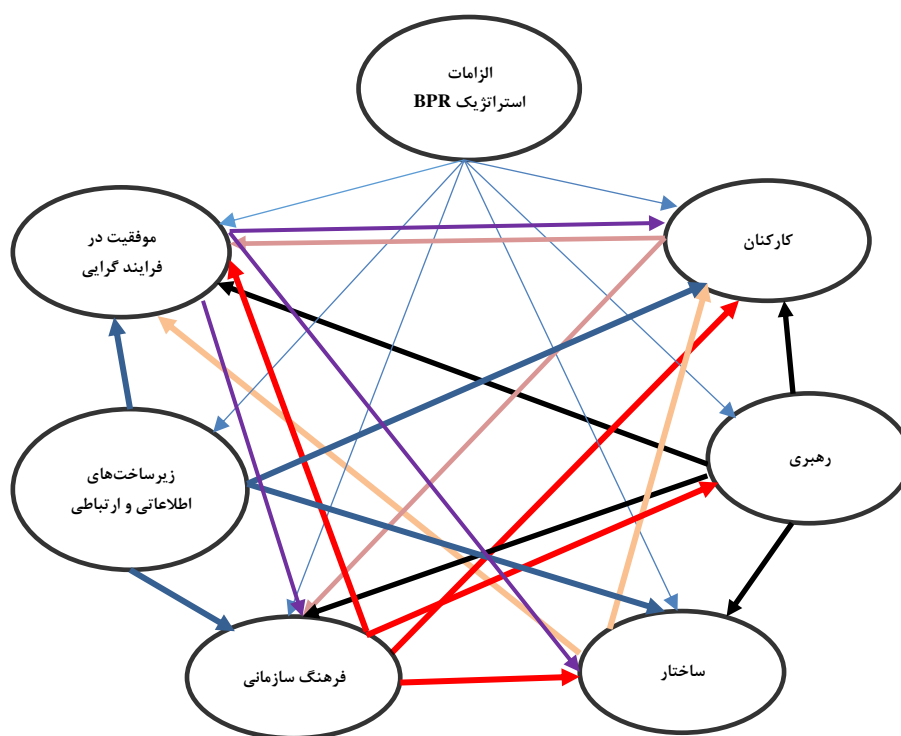 الزامات
استراتژیک BPR
موفقیت در
فرایند گرایی
کارکنان
زیرساخت‌های
اطلاعاتی و ارتباطی
رهبری
فرهنگ سازمانی
ساختار